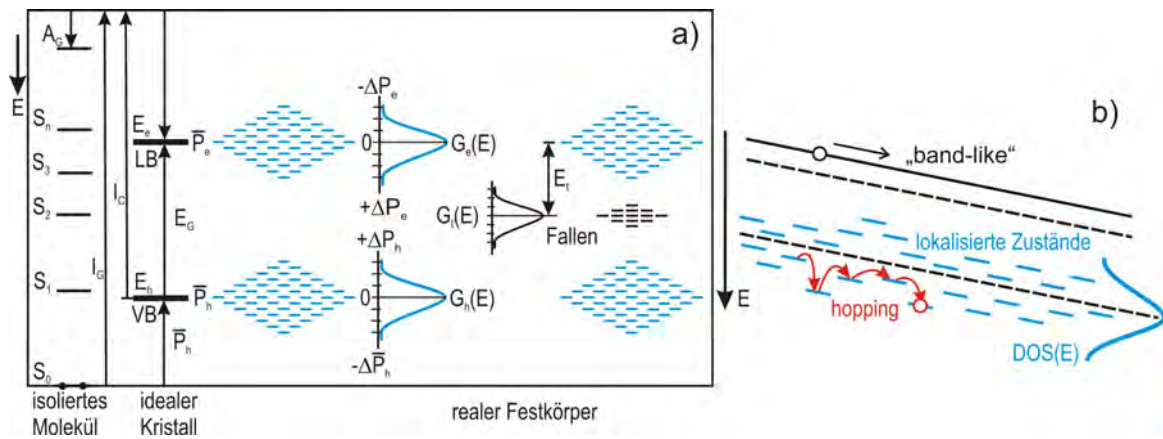 a)
A_G
E
S_n
S_3
S_2
S_1
S_0
I_G
I_C
E_e
LB
P̅_e
E_G
E_h
VB
P̅_h
P̅_h
-ΔP_e
0
G_e(E)
+ΔP_e
+ΔP_h
0
G_h(E)
-ΔP̅_h
G_t(E)
E_t
Fallen
E
isoliertes
Molekül
idealer
Kristall
realer Festkörper
b)
„band-like“
lokalisierte Zustände
hopping
DOS(E)